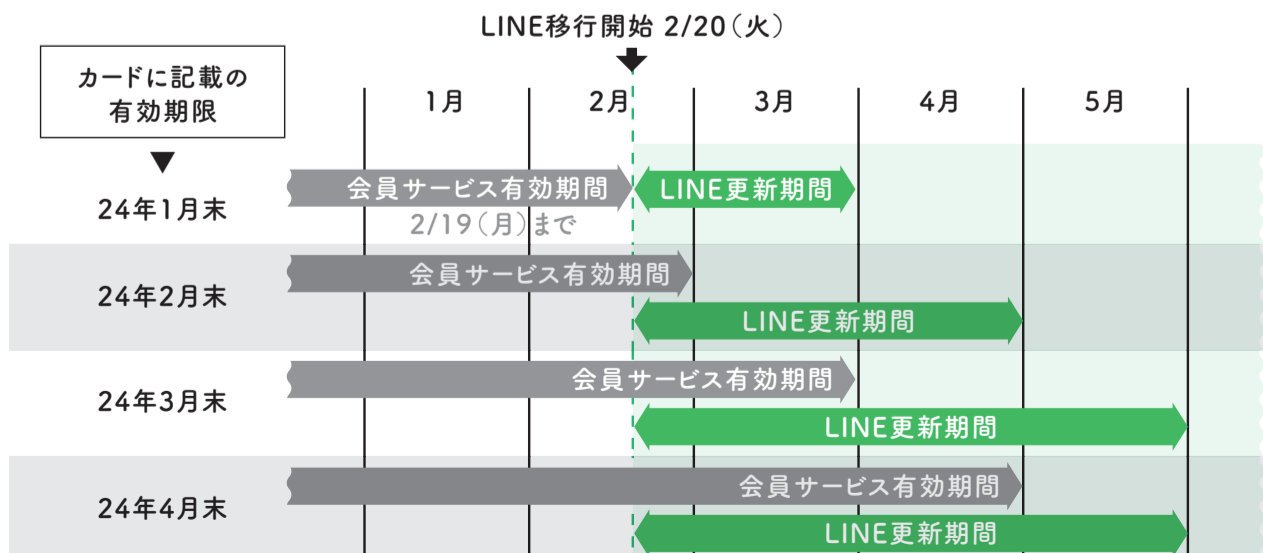 LINE移行開始 2/20（火）
カードに記載の
有効期限
1月
2月
3月
4月
5月
24年1月末
会員サービス有効期間
2/19（月）まで
LINE更新期間
24年2月末
会員サービス有効期間
LINE更新期間
24年3月末
会員サービス有効期間
LINE更新期間
24年4月末
会員サービス有効期間
LINE更新期間